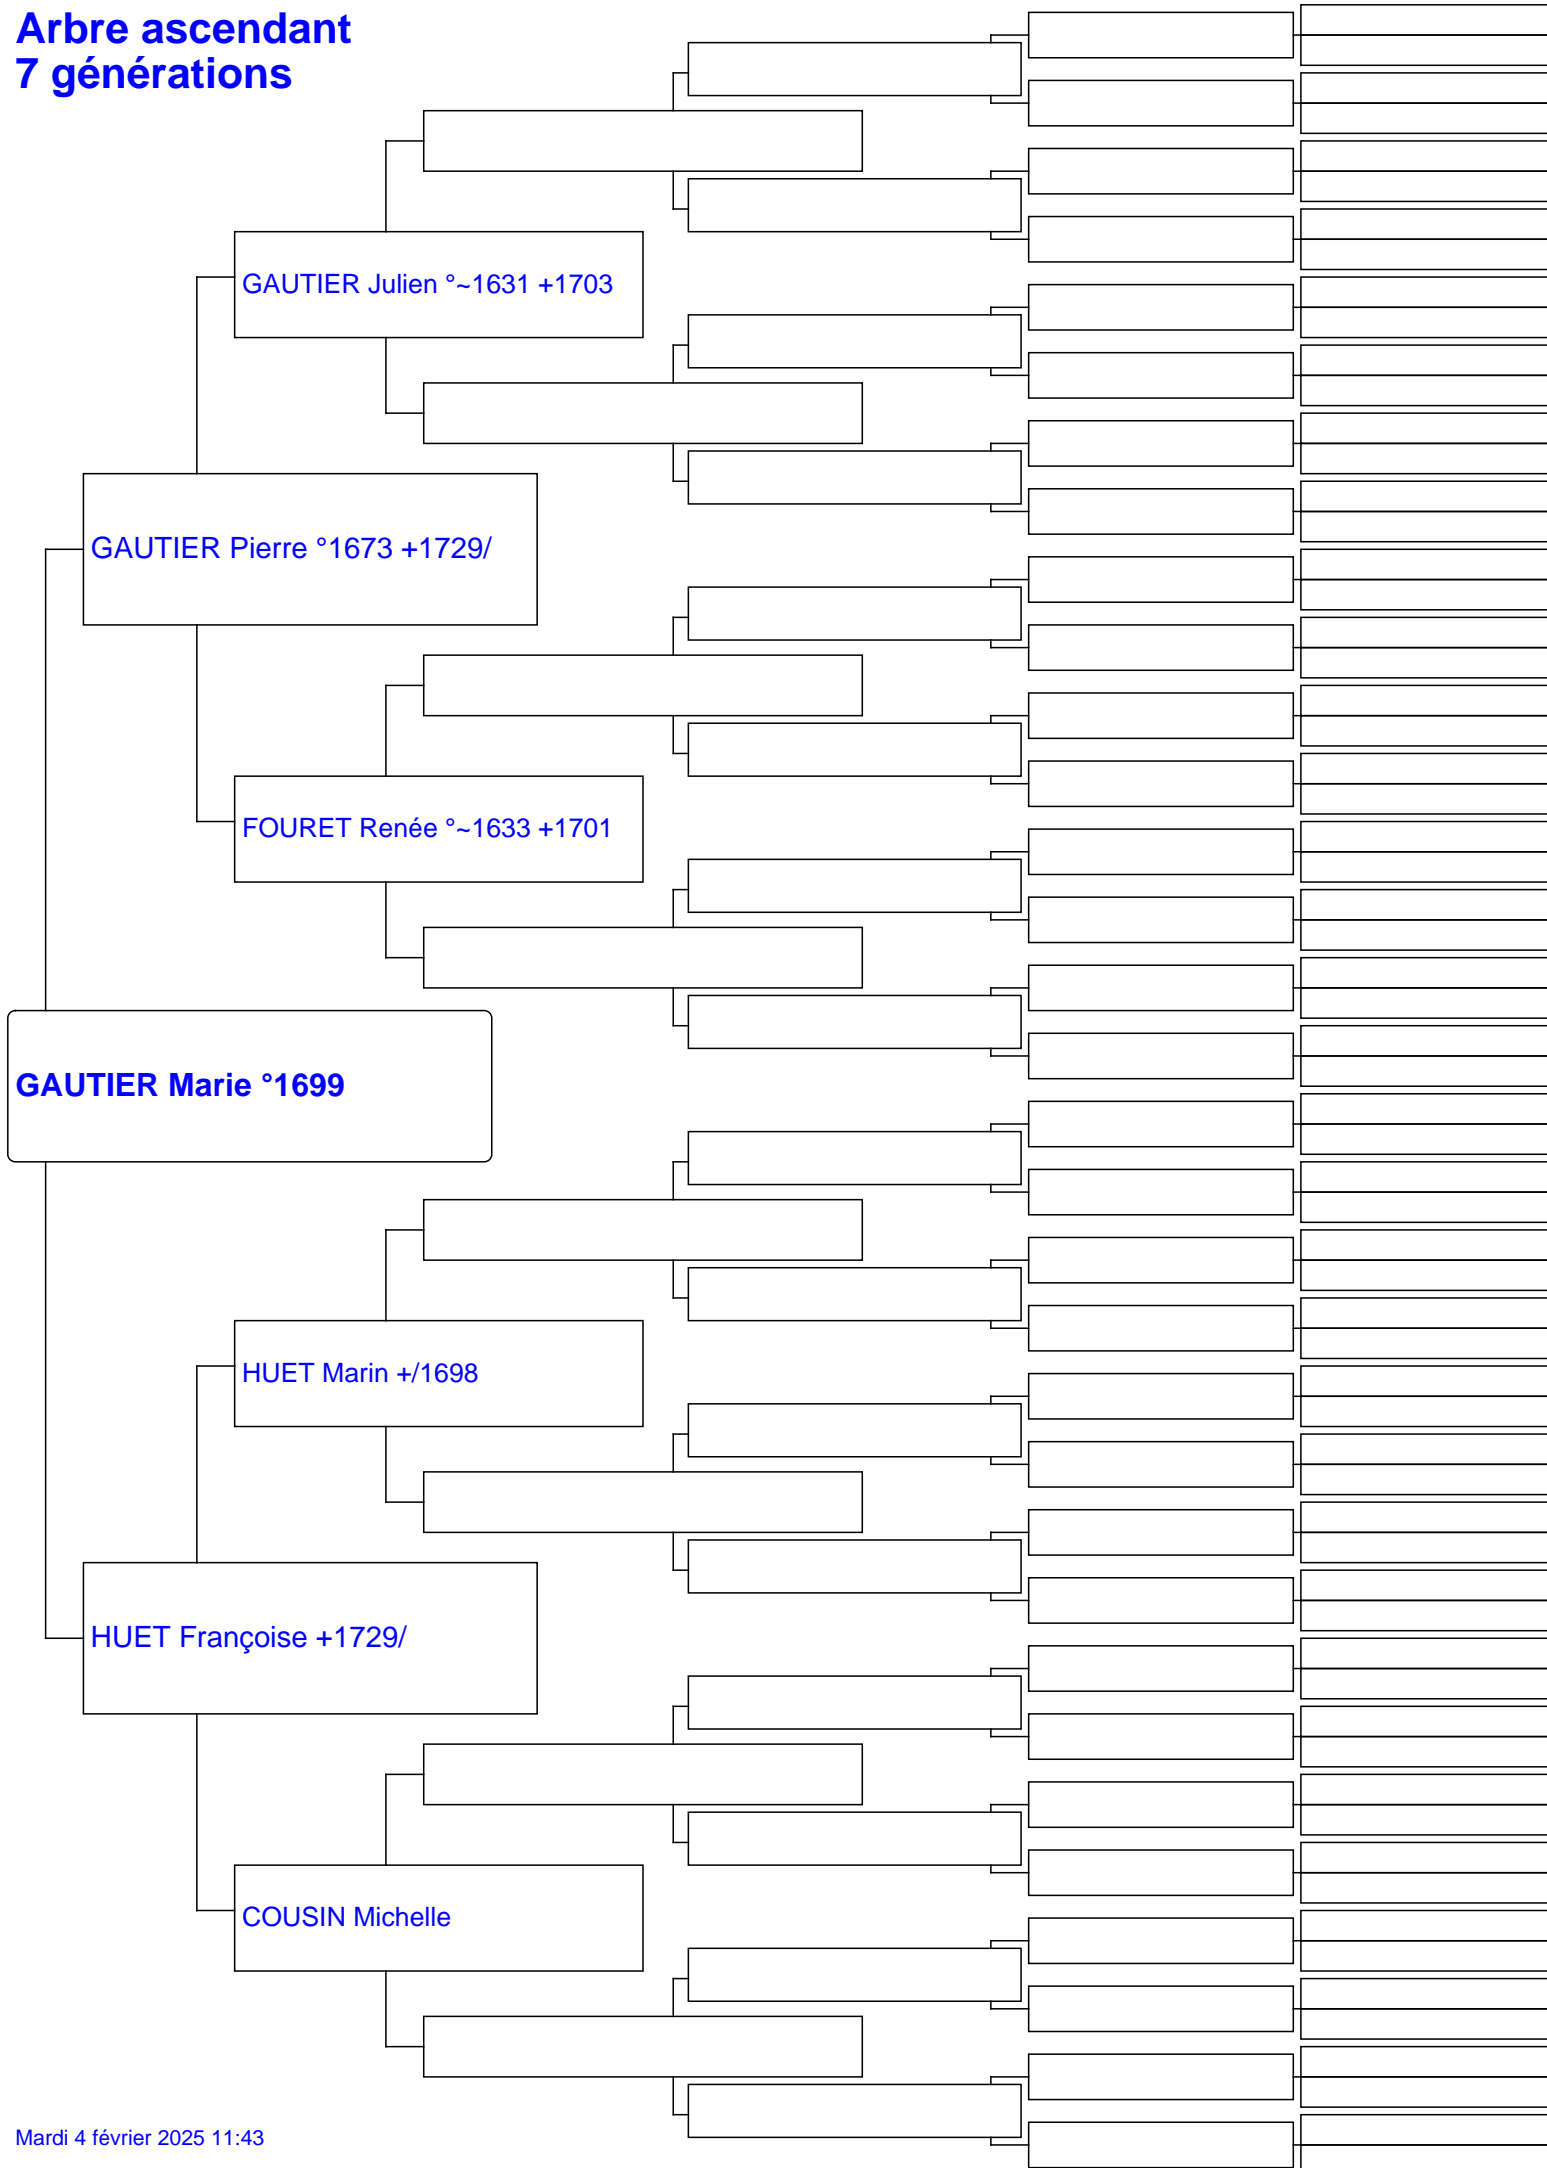 Arbre ascendant
7 générations
GAUTIER Julien °~1631 +1703
GAUTIER Pierre °1673 +1729/
FOURET Renée °~1633 +1701
GAUTIER Marie °1699
HUET Marin +/1698
HUET Françoise +1729/
COUSIN Michelle
Mardi 4 février 2025 11:43